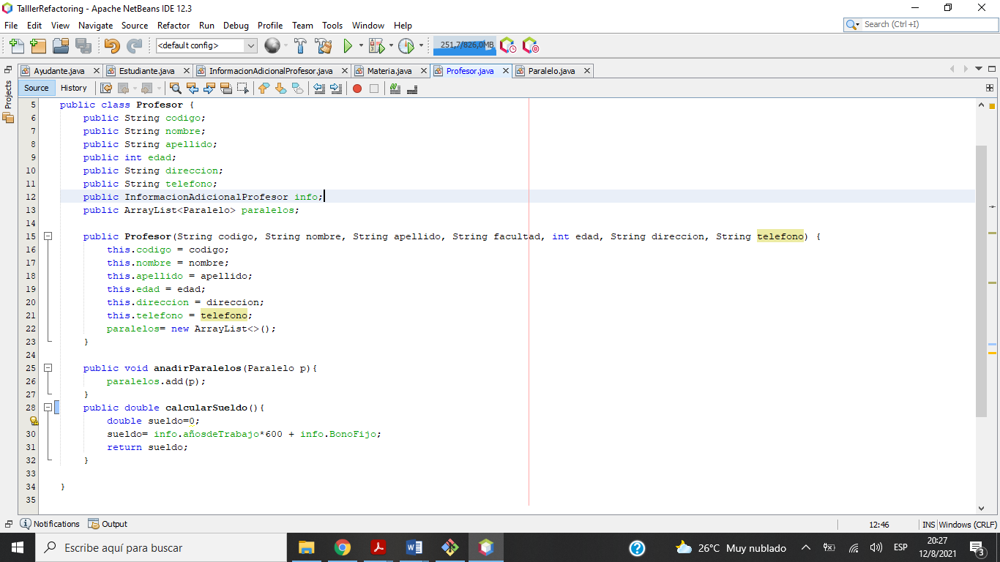 TalllerRefactoring - Apache NetBeans IDE 12.3
File Edit View Navigate Source Refactor Run Debug Profile Team Tools Window Help
Search (Ctrl+I)
<default config> 251,7/826,0MB
Ayudante.java Estudiante.java InformacionAdicionalProfesor.java Materia.java Profesor.java Paralelo.java
Projects
Source History
5 public class Profesor {
6 public String codigo;
7 public String nombre;
8 public String apellido;
9 public int edad;
10 public String direccion;
11 public String telefono;
12 public InformacionAdicionalProfesor info;
13 public ArrayList<Paralelo> paralelos;
14
15 public Profesor(String codigo, String nombre, String apellido, String facultad, int edad, String direccion, String telefono) {
16 this.codigo = codigo;
17 this.nombre = nombre;
18 this.apellido = apellido;
19 this.edad = edad;
20 this.direccion = direccion;
21 this.telefono = telefono;
22 paralelos= new ArrayList<>();
23 }
24
25 public void anadirParalelos(Paralelo p){
26 paralelos.add(p);
27 }
28 public double calcularSueldo(){
double sueldo=0;
30 sueldo= info.añosdeTrabajo*600 + info.BonoFijo;
31 return sueldo;
32 }
33
34 }
35
Notifications Output 12:46 INS Windows (CRLF)
Escribe aquí para buscar 26°C Muy nublado ESP 20:27
12/8/2021 3